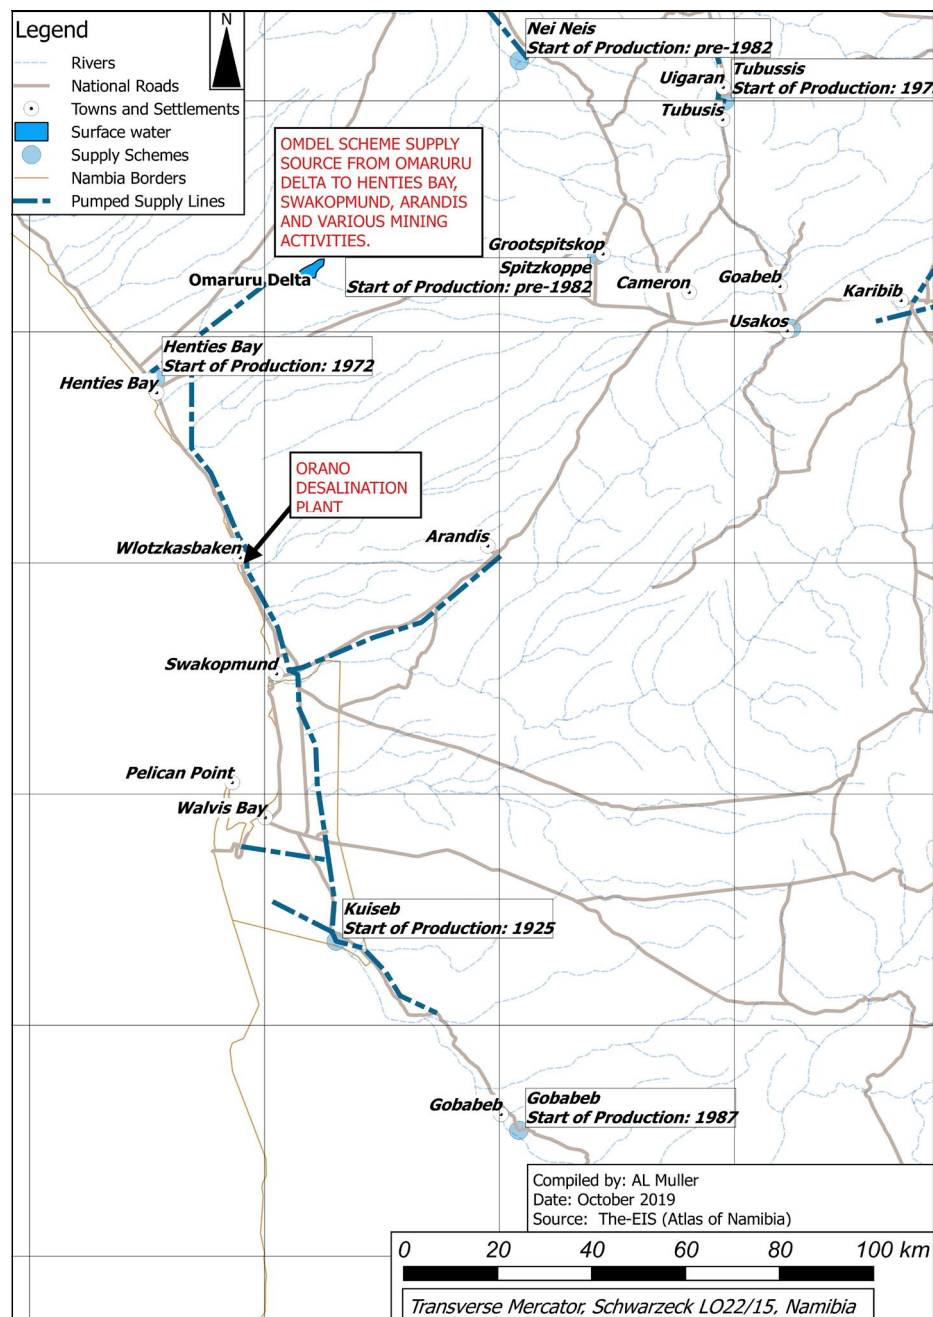 Legend
N
Rivers
National Roads
Towns and Settlements
Surface water
Supply Schemes
Nambia Borders
Pumped Supply Lines
Nei Neis
Start of Production: pre-1982
Uigaran
Tubussis
Start of Production: 197
Tubusis
OMDEL SCHEME SUPPLY
SOURCE FROM OMARURU
DELTA TO HENTIES BAY,
SWAKOPMUND, ARANDIS
AND VARIOUS MINING
ACTIVITIES.
Grootspitskop
Spitzkoppe
Start of Production: pre-1982
Omaruru Delta
Cameron
Goabeb
Karibib
Usakos
Henties Bay
Start of Production: 1972
Henties Bay
ORANO
DESALINATION
PLANT
Wlotzkasbaken
Arandis
Swakopmund
Pelican Point
Walvis Bay
Kuiseb
Start of Production: 1925
Gobabeb
Gobabeb
Start of Production: 1987
Compiled by: AL Muller
Date: October 2019
Source: The-EIS (Atlas of Namibia)
0 20 40 60 80 100 km
Transverse Mercator, Schwarzeck LO22/15, Namibia